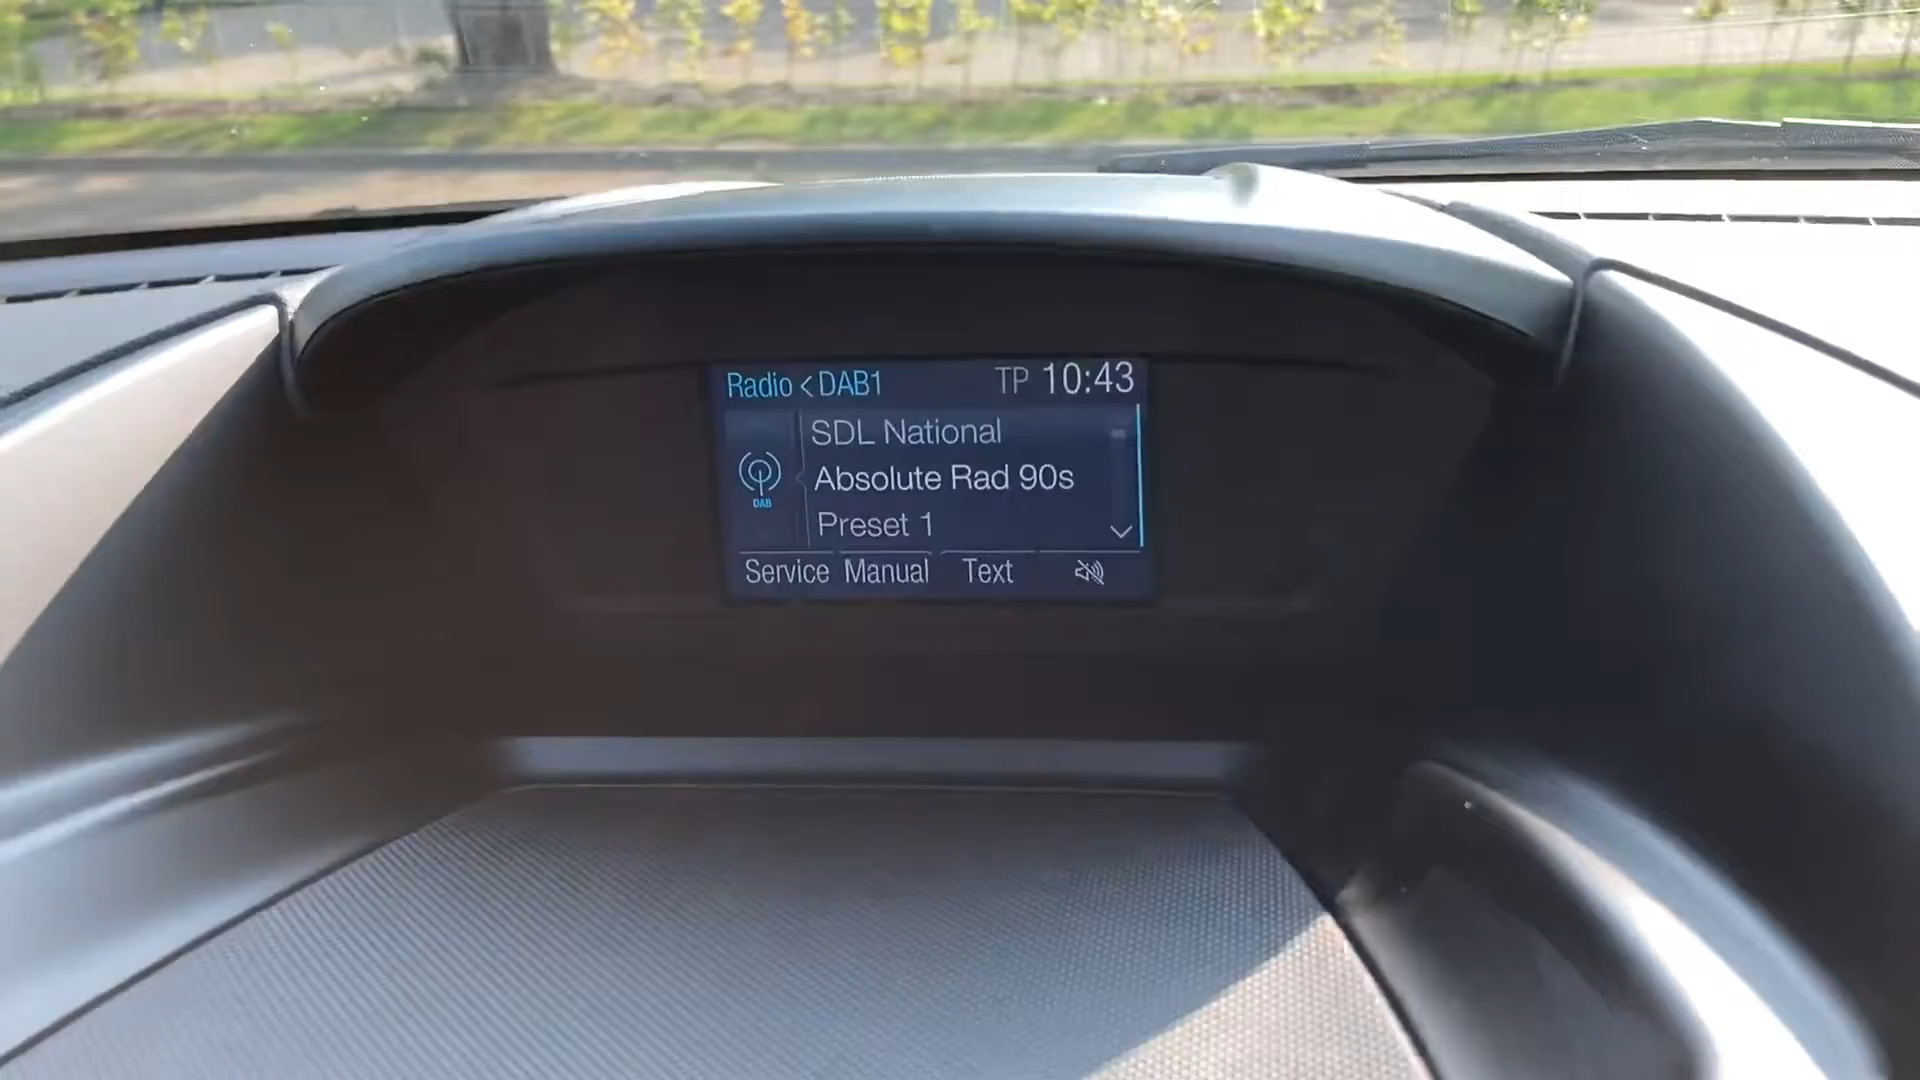 Radio < DAB1 TP 10:43
SDL National
Absolute Rad 90s
DAB
Preset 1
Service Manual Text